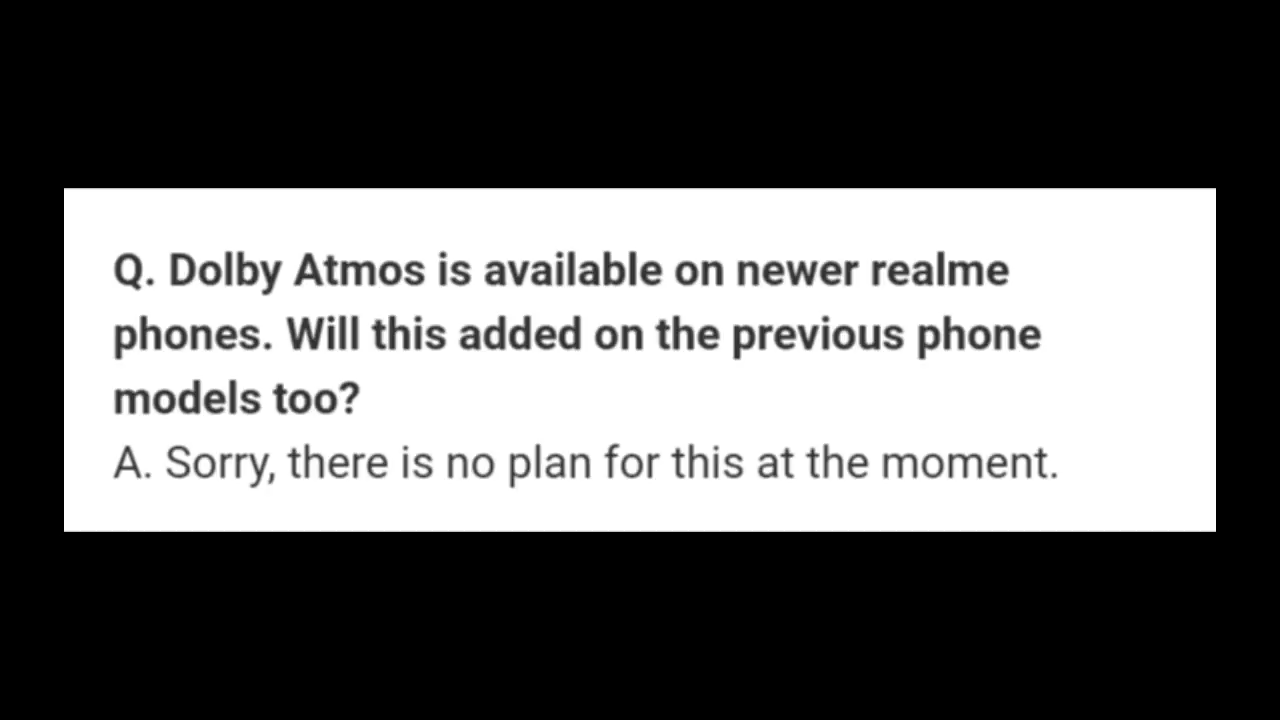 Q. Dolby Atmos is available on newer realme
phones. Will this added on the previous phone
models too?
A. Sorry, there is no plan for this at the moment.